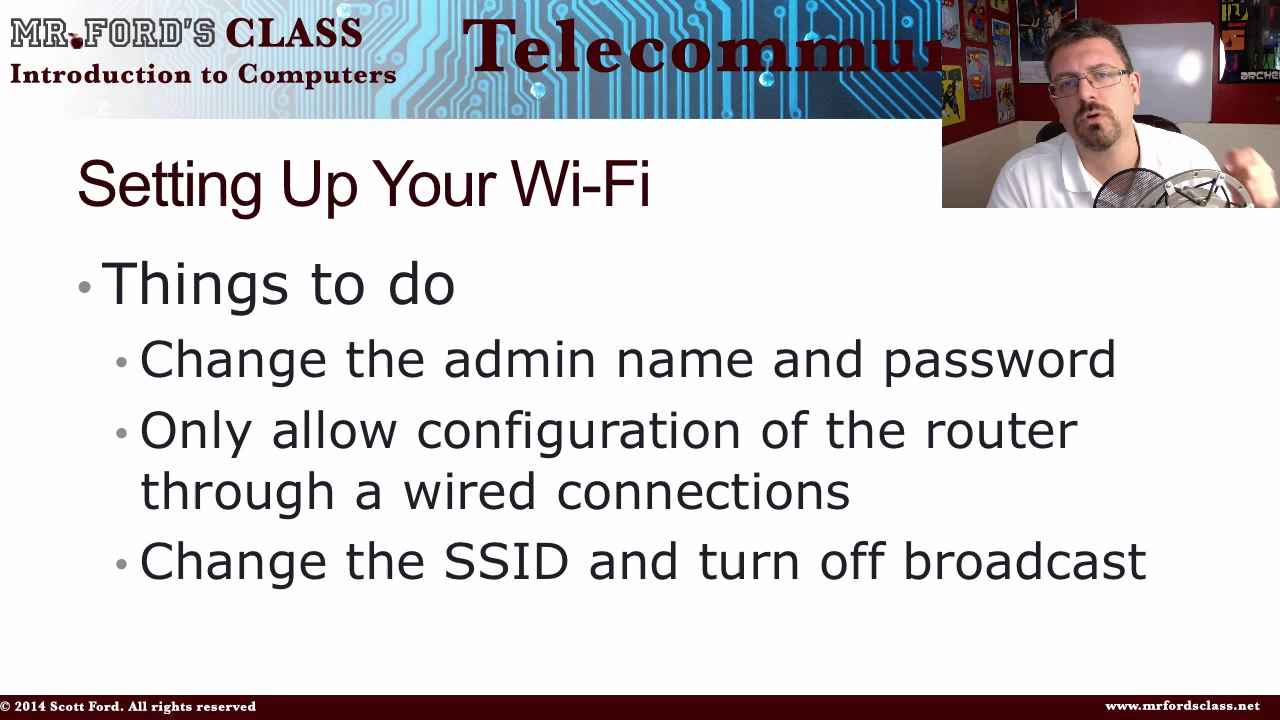 MR.FORD'S CLASS
Introduction to Computers
Setting Up Your Wi-Fi
• Things to do
• Change the admin name and password
• Only allow configuration of the router
through a wired connections
• Change the SSID and turn off broadcast
© 2014 Scott Ford. All rights reserved
www.mrfordsclass.net